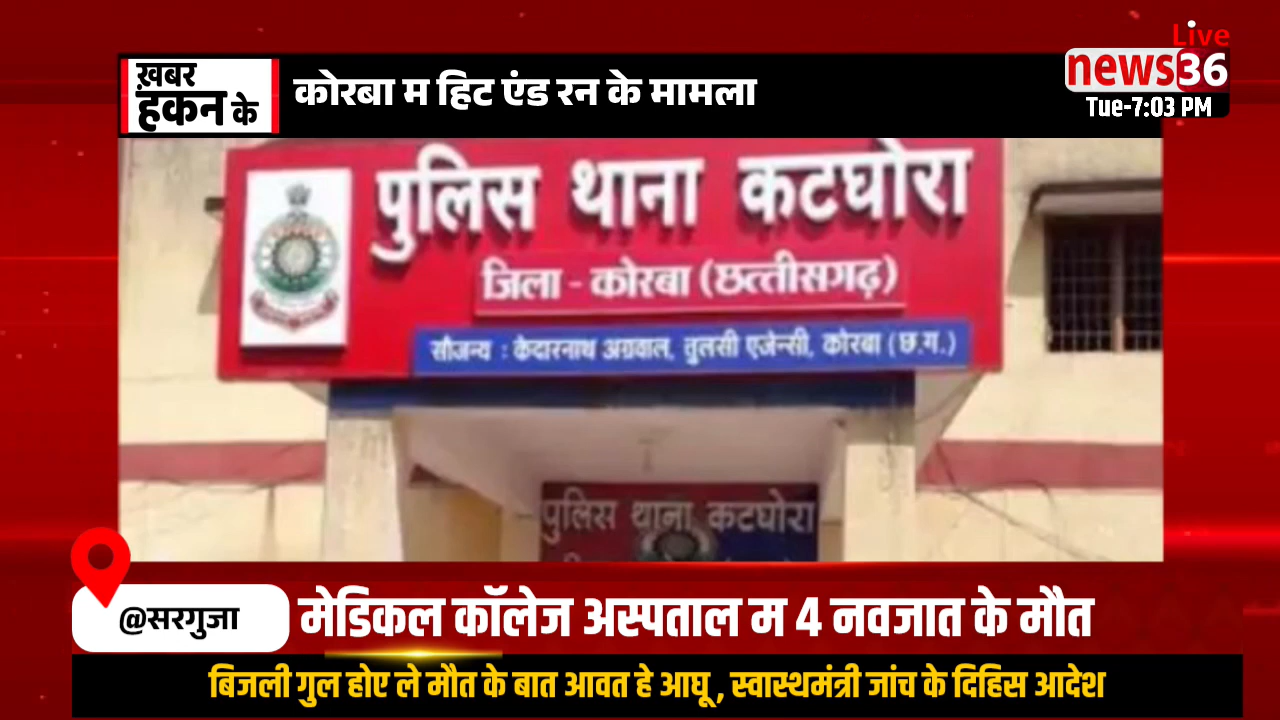 Live
news36
Tue-7:03 PM
ख़बर
हकन के
कोरबा म हिट एंड रन के मामला
पुलिस थाना कटघोरा
जिला - कोरबा (छत्तीसगढ़)
सौजन्य : केदारनाथ अग्रवाल, तुलसी एजेन्सी, कोरबा (छ.ग.)
पुलिस थाना कटघोरा
@सरगुजा
मेडिकल कॉलेज अस्पताल म 4 नवजात के मौत
बिजली गुल होए ले मौत के बात आवत हे आघू , स्वास्थमंत्री जांच के दिहिस आदेश